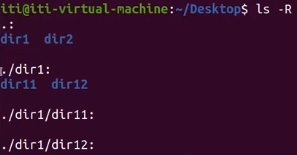 iti@iti-virtual-machine:~/Desktop$ ls -R
.:
dir1  dir2
./dir1:
dir11  dir12
./dir1/dir11:
./dir1/dir12: